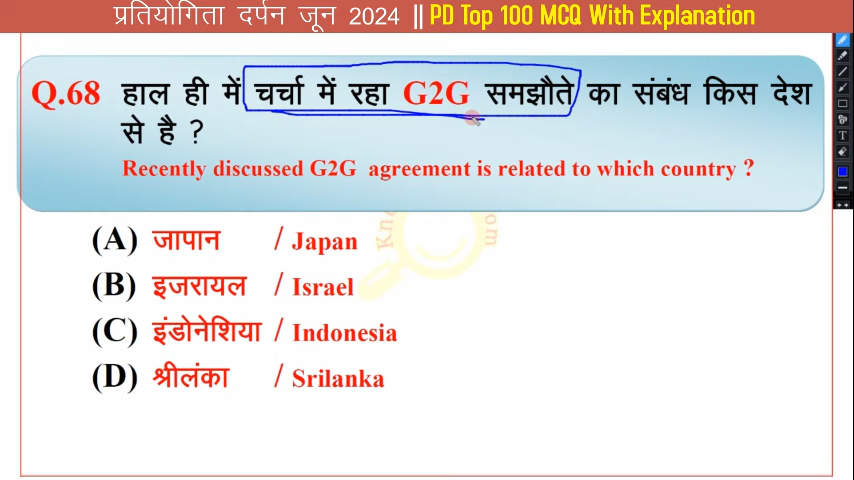 प्रतियोगिता दर्पन जून 2024 || PD Top 100 MCQ With Explanation
Q.68 हाल ही में चर्चा में रहा G2G समझौते का संबंध किस देश
से है ?
Recently discussed G2G agreement is related to which country ?
(A) जापान / Japan
(B) इजरायल / Israel
(C) इंडोनेशिया / Indonesia
(D) श्रीलंका / Srilanka